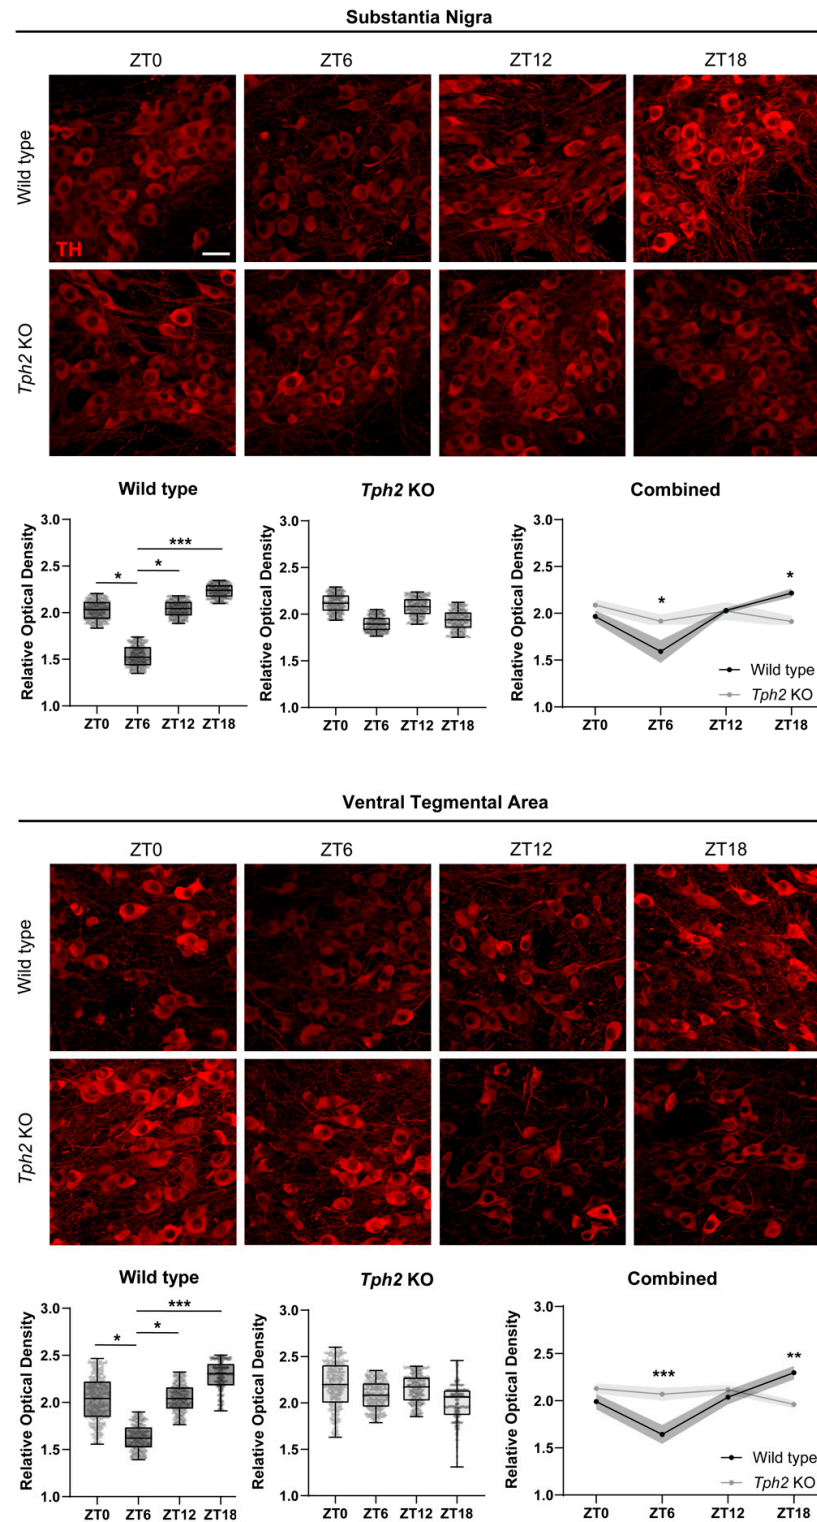 Substantia Nigra
ZT0 ZT6 ZT12 ZT18
Wild type
TH
Tph2 KO
Wild type Tph2 KO Combined
Relative Optical Density
3.0
2.5
2.0
1.5
1.0
* * ***
ZT0 ZT6 ZT12 ZT18
Relative Optical Density
3.0
2.5
2.0
1.5
1.0
ZT0 ZT6 ZT12 ZT18
Relative Optical Density
3.0
2.5
2.0
1.5
1.0
* *
Wild type
Tph2 KO
ZT0 ZT6 ZT12 ZT18
Ventral Tegmental Area
ZT0 ZT6 ZT12 ZT18
Wild type
Tph2 KO
Wild type Tph2 KO Combined
Relative Optical Density
3.0
2.5
2.0
1.5
1.0
* * ***
ZT0 ZT6 ZT12 ZT18
Relative Optical Density
3.0
2.5
2.0
1.5
1.0
ZT0 ZT6 ZT12 ZT18
Relative Optical Density
3.0
2.5
2.0
1.5
1.0
*** **
Wild type
Tph2 KO
ZT0 ZT6 ZT12 ZT18